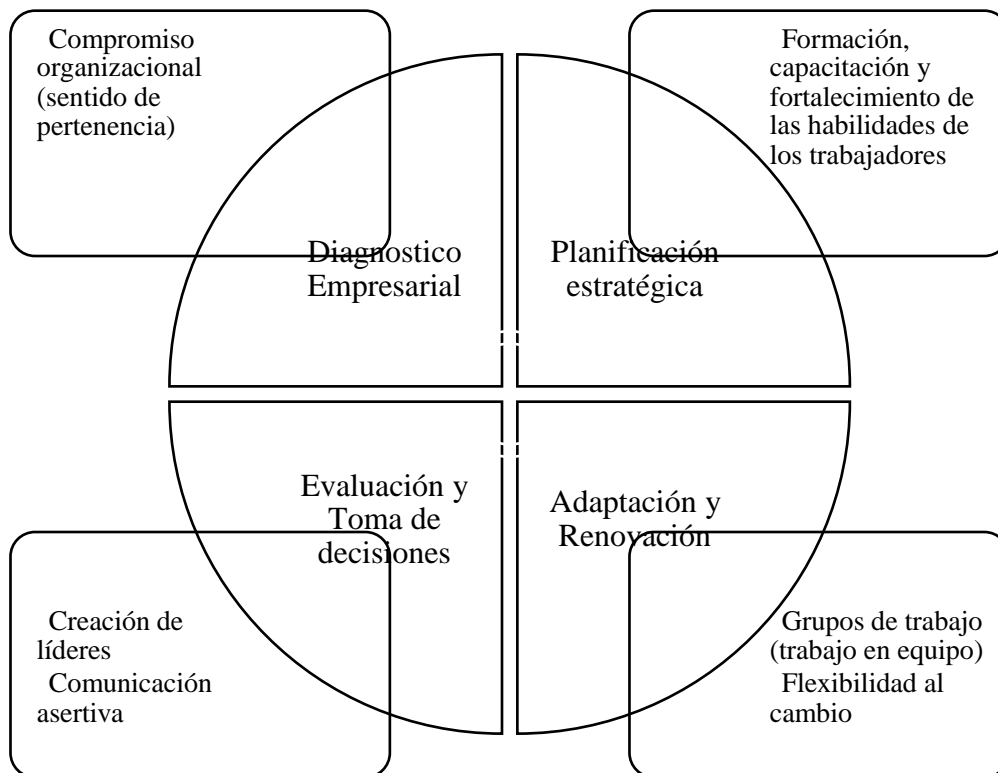 Compromiso
organizacional
(sentido de
pertenencia)
Formación,
capacitación y
fortalecimiento de
las habilidades de
los trabajadores
Diagnostico
Empresarial
Planificación
estratégica
Evaluación y
Toma de
decisiones
Adaptación y
Renovación
Creación de
líderes
Comunicación
asertiva
Grupos de trabajo
(trabajo en equipo)
Flexibilidad al
cambio